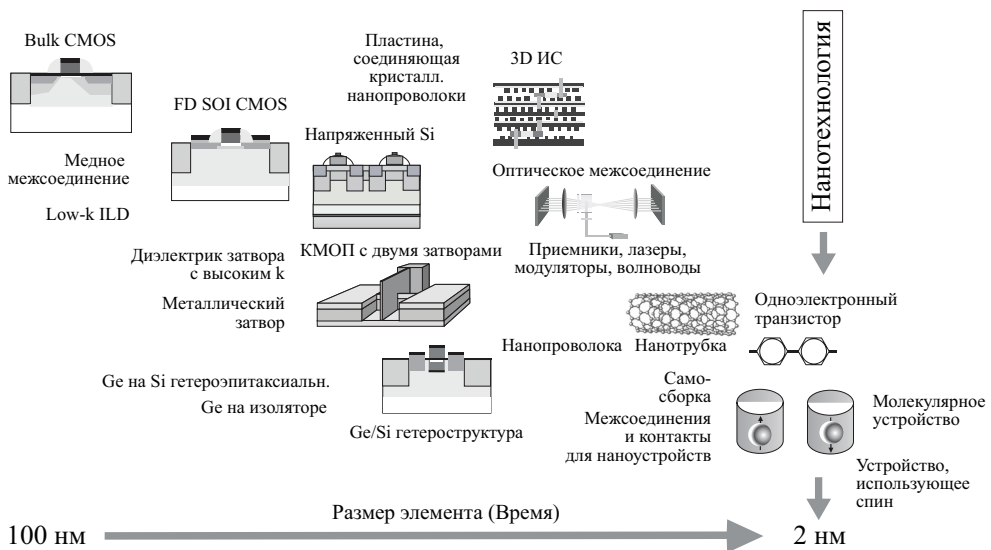 Bulk CMOS
Медное
межсоединение
Low-k ILD
FD SOI CMOS
Пластина,
соединяющая
кристалл.
нанопроволоки
Напряженный Si
3D ИС
Оптическое межсоединение
Приемники, лазеры,
модуляторы, волноводы
Диэлектрик затвора
с высоким k
Металлический
затвор
КМОП с двумя затворами
Ge на Si гетероэпитаксиальн.
Ge на изоляторе
Ge/Si гетероструктура
Нанотехнология
Нанопроволока
Нанотрубка
Одноэлектронный
транзистор
Само-
сборка
Межсоединения
и контакты
для наноустройств
Молекулярное
устройство
Устройство,
использующее
спин
100 нм
Размер элемента (Время)
2 нм